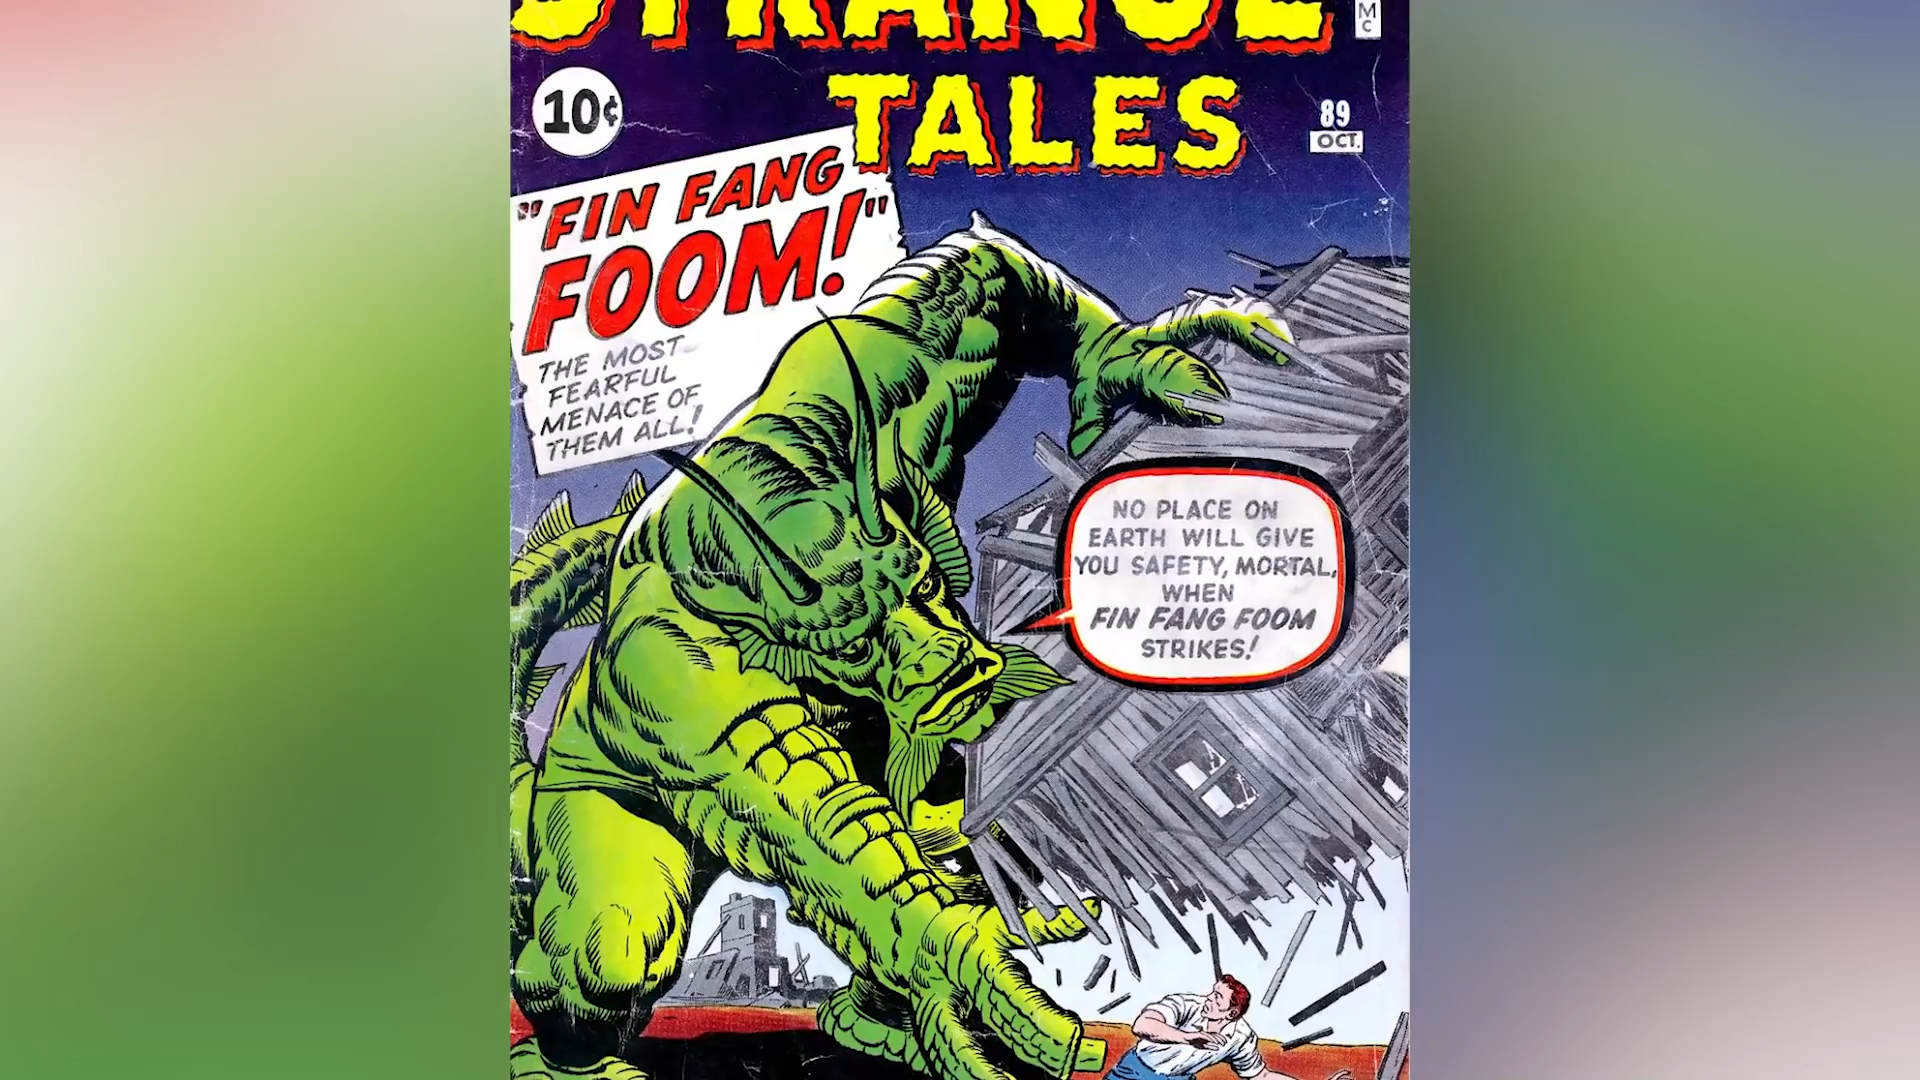 STRANGE
M
C
TALES
10¢
89
OCT.
"FIN FANG
FOOM!"
THE MOST
FEARFUL
MENACE OF
THEM ALL!
NO PLACE ON
EARTH WILL GIVE
YOU SAFETY, MORTAL,
WHEN
FIN FANG FOOM
STRIKES!